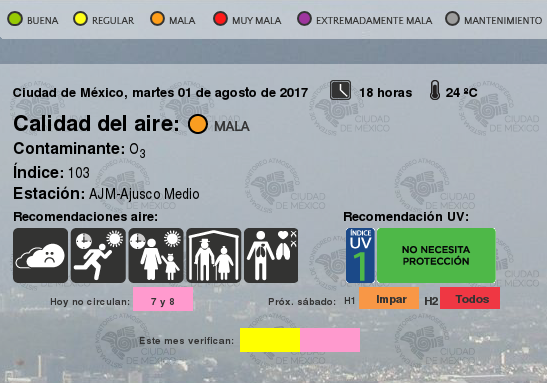 BUENA REGULAR MALA MUY MALA EXTREMADAMENTE MALA MANTENIMIENTO
Ciudad de México, martes 01 de agosto de 2017 18 horas 24 ºC
Calidad del aire: MALA
Contaminante: O3
Índice: 103
Estación: AJM-Ajusco Medio
Recomendaciones aire: Recomendación UV:
ÍNDICE UV 1
NO NECESITA
PROTECCIÓN
Hoy no circulan: 7 y 8 Próx. sábado: H1 Impar H2 Todos
Este mes verifican:
CIUDAD DE MÉXICO